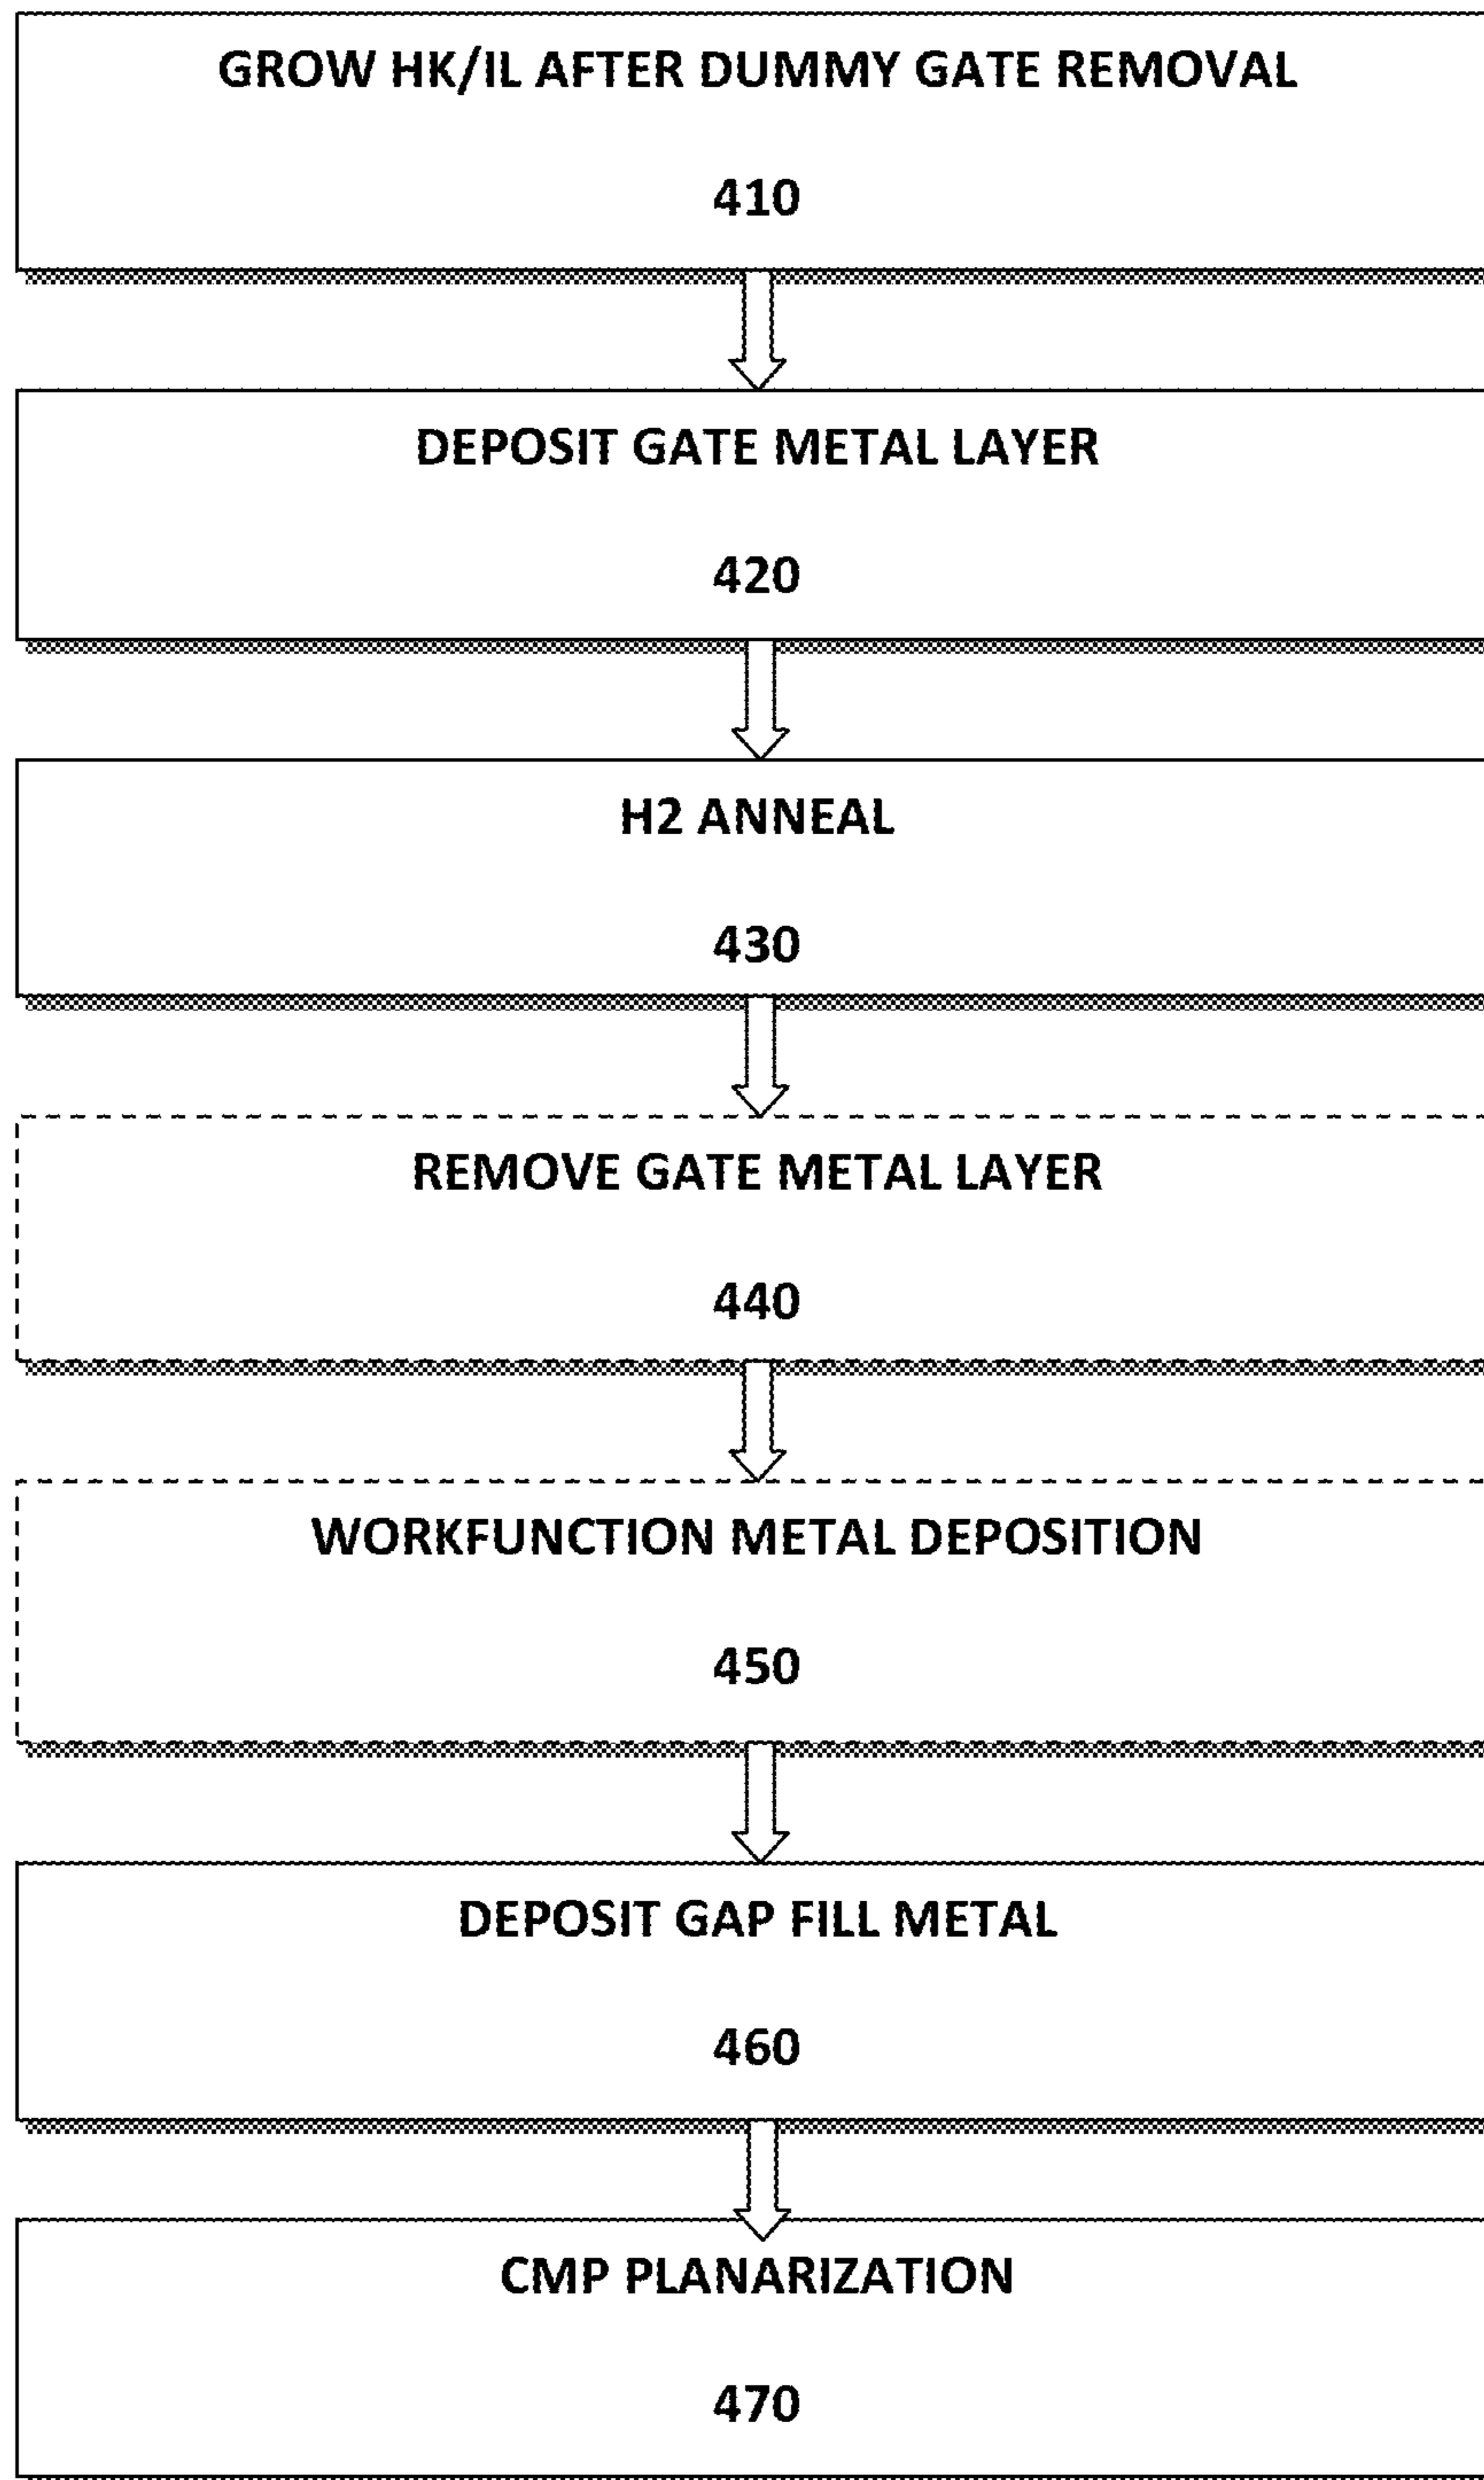 GROW HK/IL AFTER DUMMY GATE REMOVAL
410
DEPOSIT GATE METAL LAYER
420
H2 ANNEAL
430
REMOVE GATE METAL LAYER
440
WORKFUNCTION METAL DEPOSITION
450
DEPOSIT GAP FILL METAL
460
CMP PLANARIZATION
470